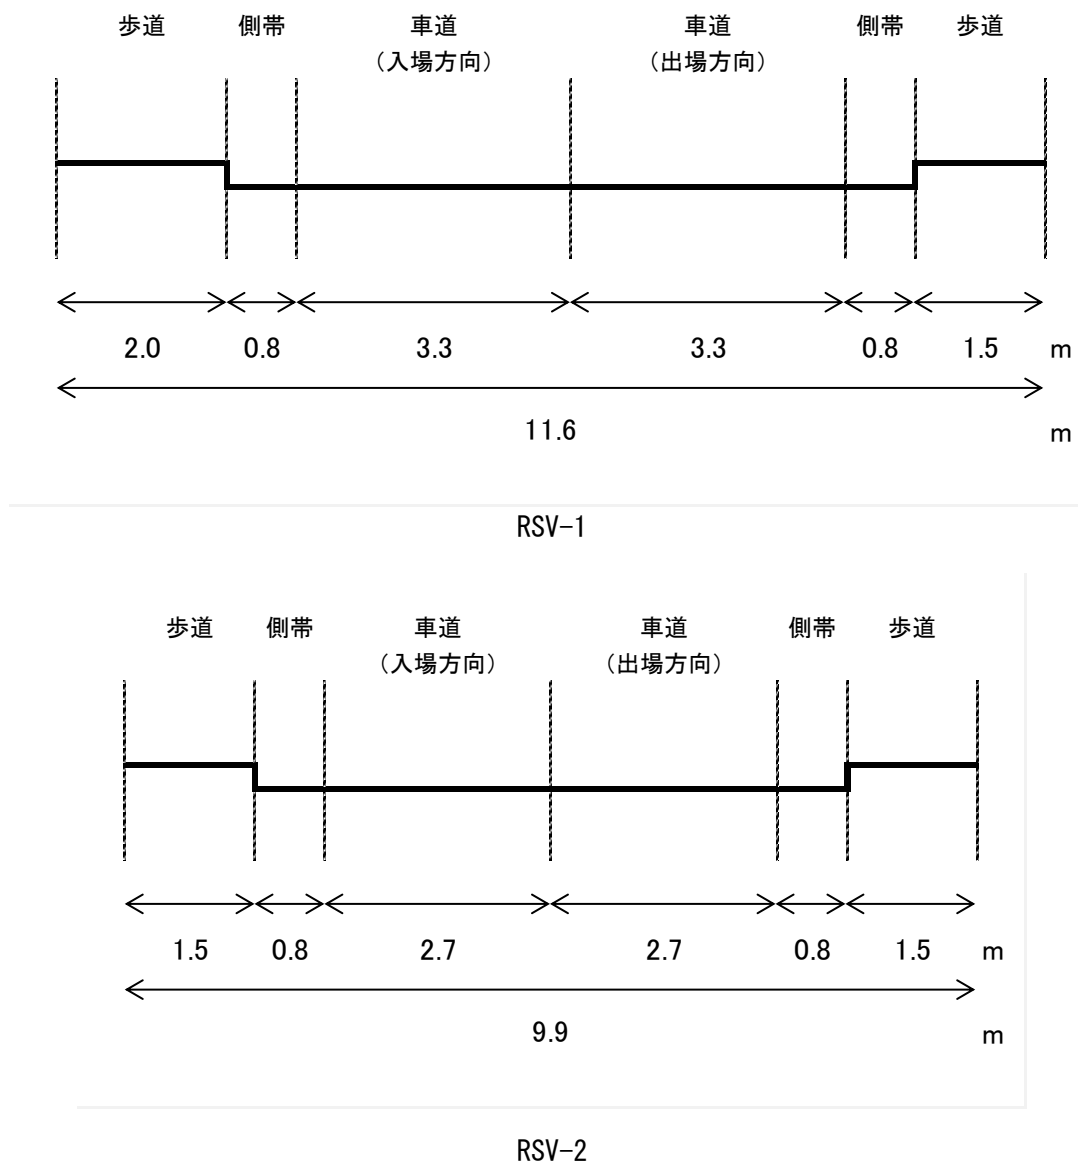 歩道 側帯 車道 車道 側帯 歩道
（入場方向） （出場方向）
2.0 0.8 3.3 3.3 0.8 1.5 m
11.6 m
RSV-1
歩道 側帯 車道 車道 側帯 歩道
（入場方向） （出場方向）
1.5 0.8 2.7 2.7 0.8 1.5 m
9.9 m
RSV-2